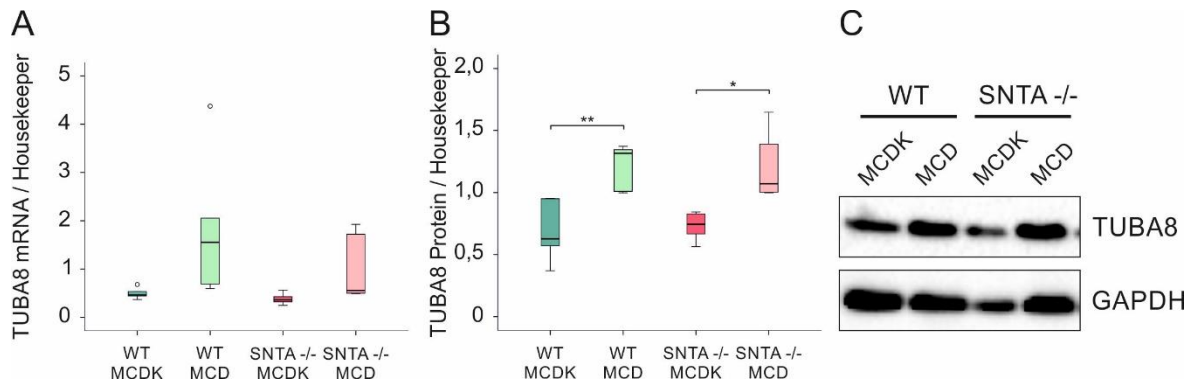 A
TUBA8 mRNA / Housekeeper
5
4
3
2
1
0
WT
MCDK
WT
MCD
SNTA -/-
MCDK
SNTA -/-
MCD
B
TUBA8 Protein / Housekeeper
2,0
1,5
1,0
0,5
0
**
*
WT
MCDK
WT
MCD
SNTA -/-
MCDK
SNTA -/-
MCD
C
WT SNTA -/-
MCDK MCD MCDK MCD
TUBA8
GAPDH